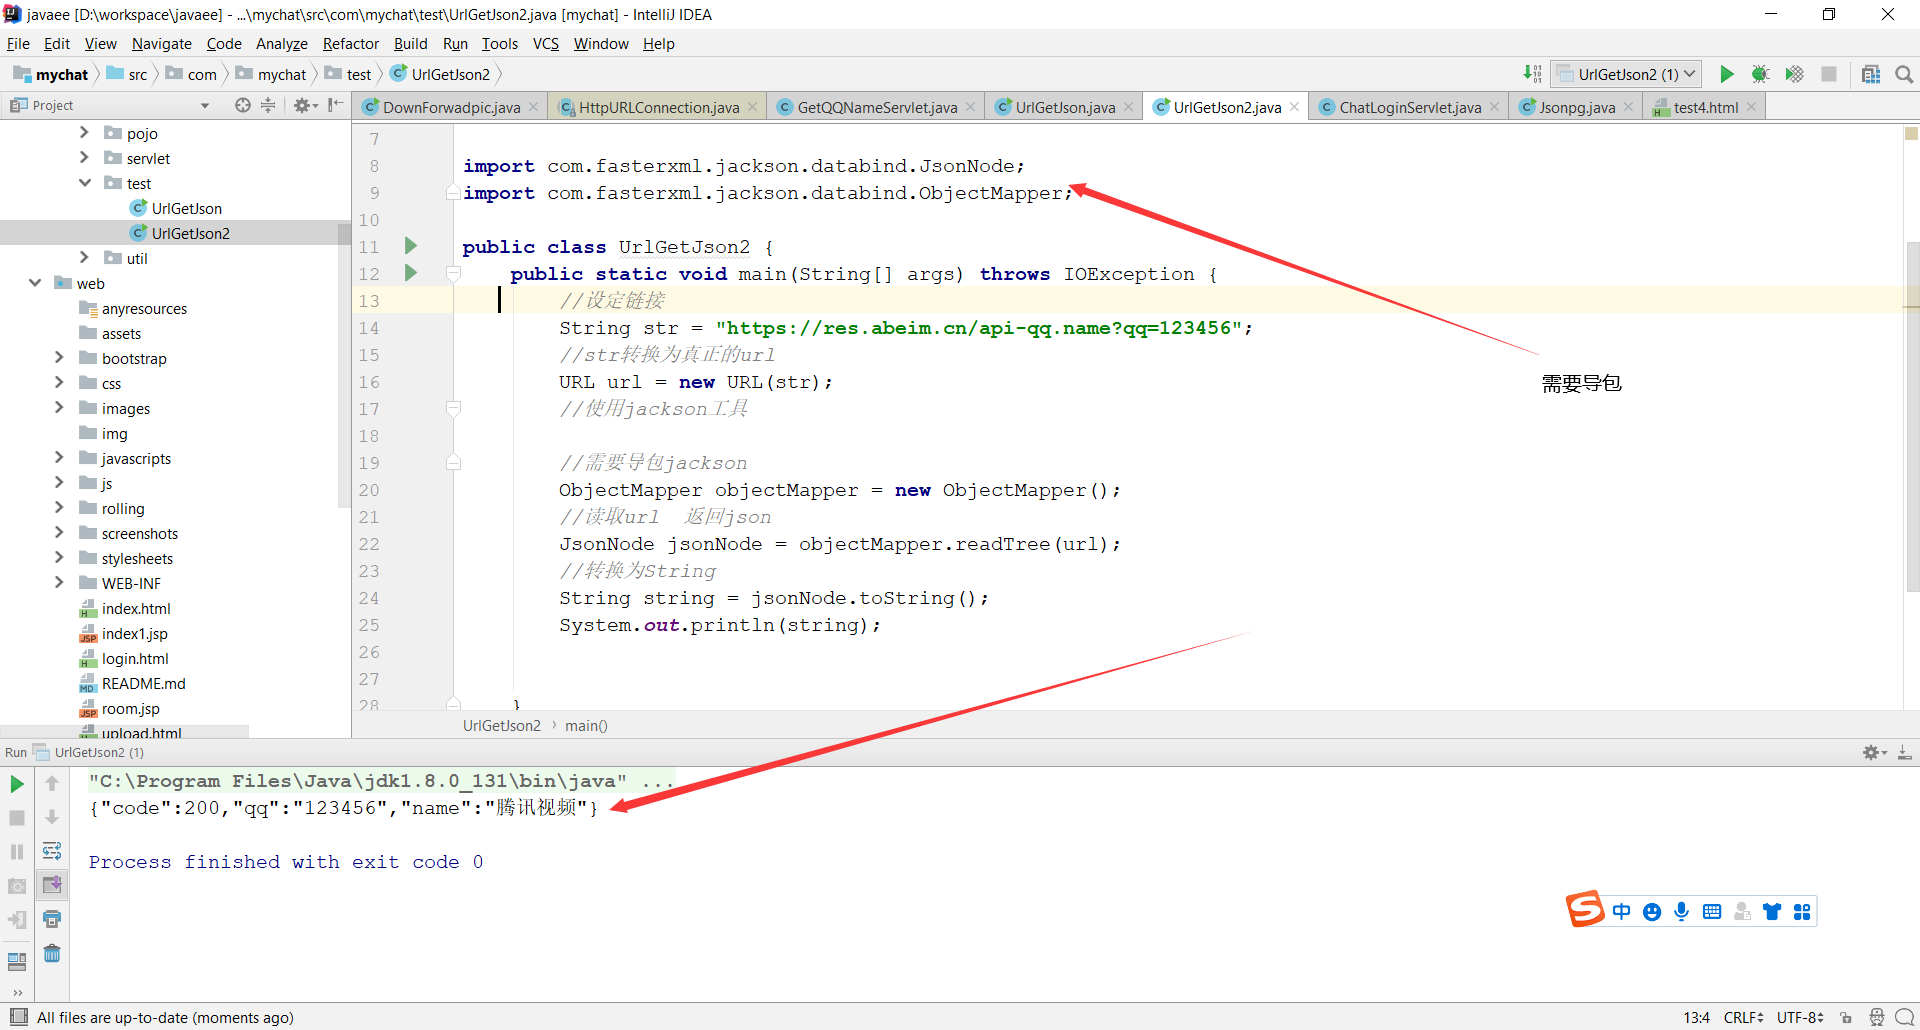 javaee [D:\workspace\javaee] - ...\mychat\src\com\mychat\test\UrlGetJson2.java [mychat] - IntelliJ IDEA
File Edit View Navigate Code Analyze Refactor Build Run Tools VCS Window Help
mychat src com mychat test UrlGetJson2
UrlGetJson2 (1)
Project
DownForwadpic.java HttpURLConnection.java GetQQNameServlet.java UrlGetJson.java UrlGetJson2.java ChatLoginServlet.java Jsonpg.java test4.html
pojo
servlet
test
UrlGetJson
UrlGetJson2
util
web
anyresources
assets
bootstrap
css
images
img
javascripts
js
rolling
screenshots
stylesheets
WEB-INF
index.html
index1.jsp
login.html
README.md
room.jsp
upload.html
7
8 import com.fasterxml.jackson.databind.JsonNode;
9 import com.fasterxml.jackson.databind.ObjectMapper;
10
11 public class UrlGetJson2 {
12 public static void main(String[] args) throws IOException {
13 //设定链接
14 String str = "https://res.abeim.cn/api-qq.name?qq=123456";
15 //str转换为真正的url
16 URL url = new URL(str);
17 //使用jackson工具
18
19 //需要导包jackson
20 ObjectMapper objectMapper = new ObjectMapper();
21 //读取url 返回json
22 JsonNode jsonNode = objectMapper.readTree(url);
23 //转换为String
24 String string = jsonNode.toString();
25 System.out.println(string);
26
27
28 }
需要导包
UrlGetJson2 main()
Run UrlGetJson2 (1)
"C:\Program Files\Java\jdk1.8.0_131\bin\java" ...
{"code":200,"qq":"123456","name":"腾讯视频"}
Process finished with exit code 0
S 中
All files are up-to-date (moments ago)
13:4 CRLF UTF-8